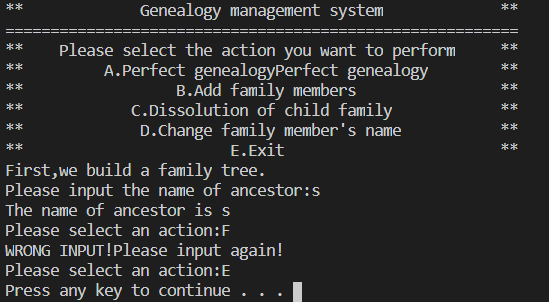 **             Genealogy management system             **
=========================================================
**    Please select the action you want to perform     **
**         A.Perfect genealogyPerfect genealogy        **
**                 B.Add family members                **
**            C.Dissolution of child family            **
**             D.Change family member's name           **
**                       E.Exit                        **
First,we build a family tree.
Please input the name of ancestor:s
The name of ancestor is s
Please select an action:F
WRONG INPUT!Please input again!
Please select an action:E
Press any key to continue . . .